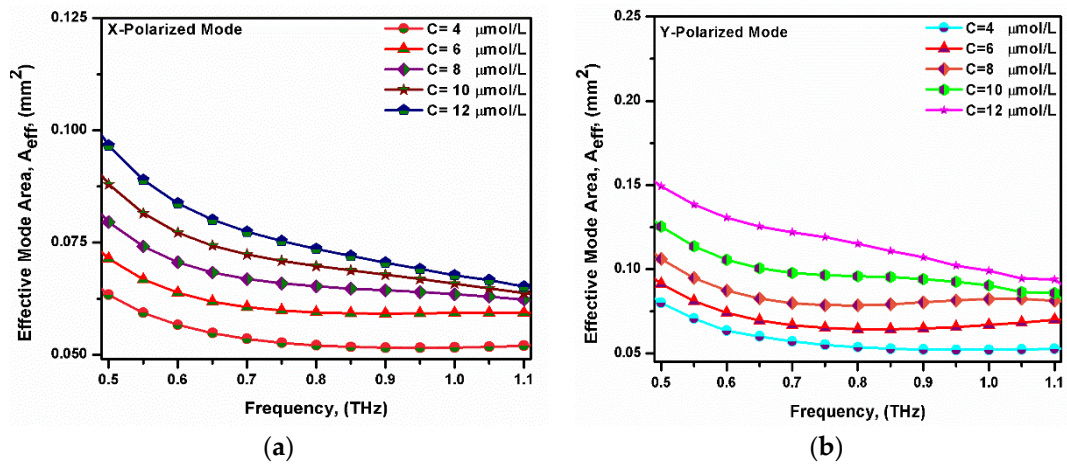 X-Polarized Mode
C= 4 μmol/L
C= 6 μmol/L
C= 8 μmol/L
C= 10 μmol/L
C= 12 μmol/L
Effective Mode Area, A_eff, (mm²)
0.125
0.100
0.075
0.050
0.5 0.6 0.7 0.8 0.9 1.0 1.1
Frequency, (THz)
(a)
Y-Polarized Mode
C=4 μmol/L
C=6 μmol/L
C=8 μmol/L
C=10 μmol/L
C=12 μmol/L
Effective Mode Area, A_eff, (mm²)
0.25
0.20
0.15
0.10
0.05
0.5 0.6 0.7 0.8 0.9 1.0 1.1
Frequency, (THz)
(b)